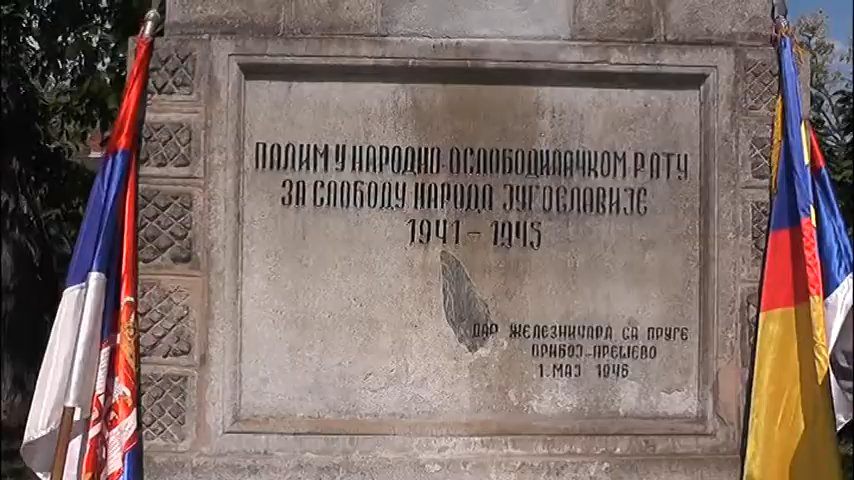 ПАЛИМ У НАРОДНО ОСЛОБОДИЛАЧКОМ РАТУ
ЗА СЛОБОДУ НАРОДА ЈУГОСЛАВИЈЕ
1941 - 1945
ДАР ЖЕЛЕЗНИЧАРА СА ПРУГЕ
ПРИБОЈ-ПРЕШЕВО
1. МАЈ 1946